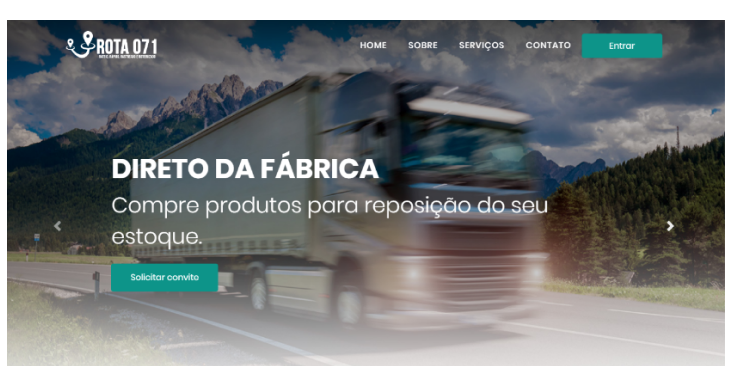 ROTA 071
HOME SOBRE SERVIÇOS CONTATO Entrar
DIRETO DA FÁBRICA
Compre produtos para reposição do seu
estoque.
Solicitar convite